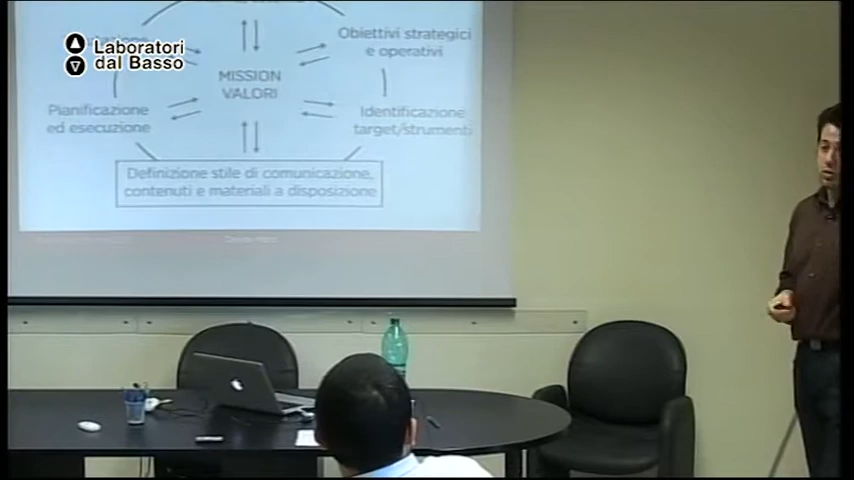 Laboratori
dal Basso
Obiettivi strategici
e operativi
MISSION
VALORI
Pianificazione
ed esecuzione
Identificazione
target/strumenti
Definizione stile di comunicazione,
contenuti e materiali a disposizione